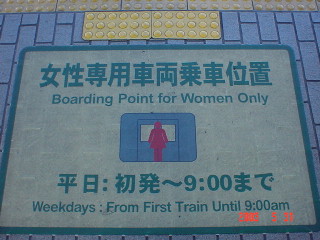 女性専用車両乗車位置
Boarding Point for Women Only
平日:初発〜9:00まで
Weekdays : From First Train Until 9:00am